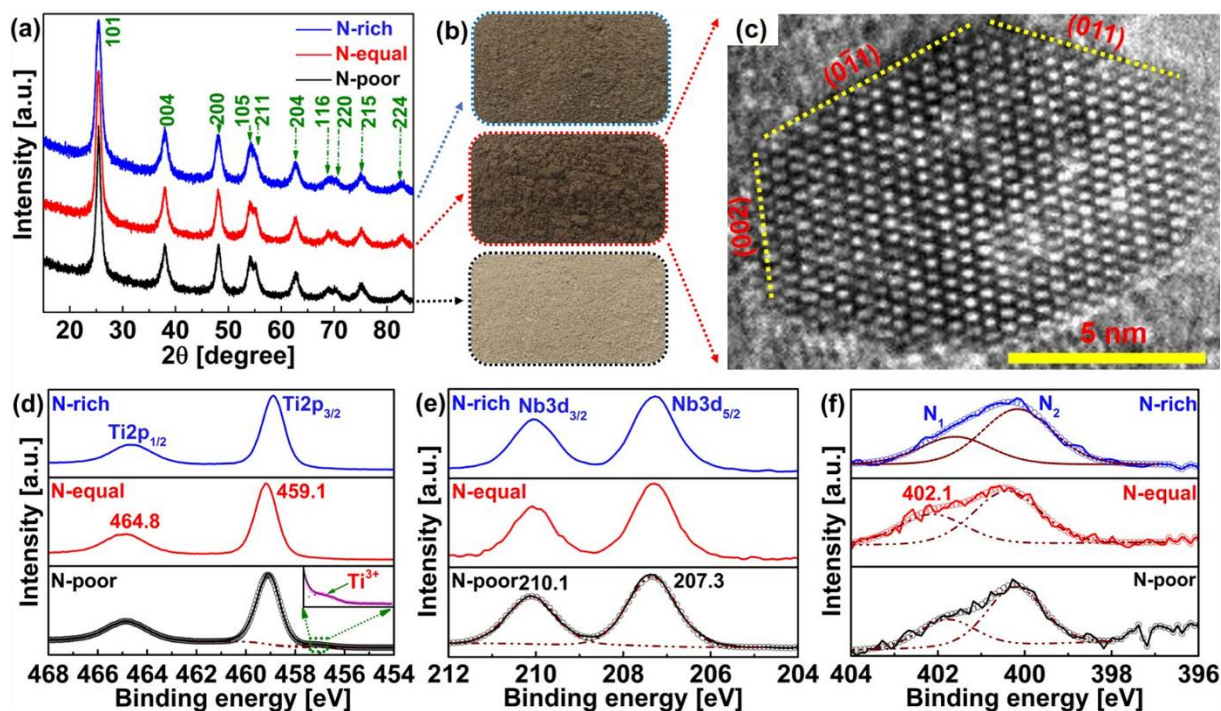 (a)
101
N-rich
N-equal
N-poor
004
200
105
211
204
116
220
215
224
Intensity [a.u.]
20 30 40 50 60 70 80
2θ [degree]
(b)
(c)
(01̅1)
(011)
(002)
5 nm
(d)
N-rich
Ti2p3/2
Ti2p1/2
N-equal
459.1
464.8
N-poor
Ti3+
Intensity [a.u.]
468 466 464 462 460 458 456 454
Binding energy [eV]
(e)
N-rich
Nb3d3/2
Nb3d5/2
N-equal
N-poor
210.1
207.3
Intensity [a.u.]
212 210 208 206 204
Binding energy [eV]
(f)
N-rich
N1
N2
N-equal
402.1
N-poor
Intensity [a.u.]
404 402 400 398 396
Binding energy [eV]